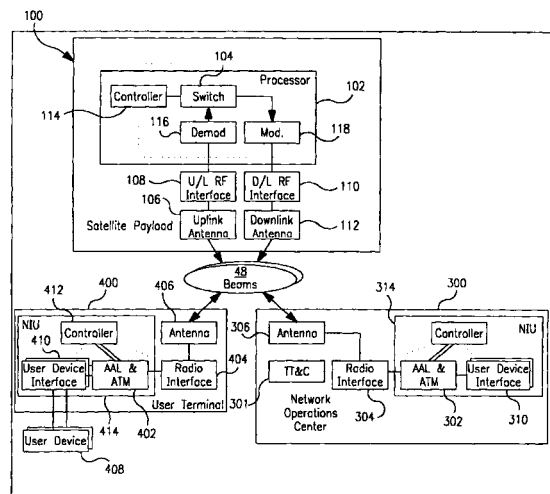 100
104
Processor
102
Controller
Switch
114
116
Demod
Mod.
118
108
U/L RF
Interface
D/L RF
Interface
110
106
Satellite Payload
Uplink
Antenna
Downlink
Antenna
112
48
Beams
412
400
406
NIU
Controller
410
User Device
Interface
AAL &
ATM
Antenna
Radio
Interface
404
User Terminal
414
402
User Device
408
314
300
306
Antenna
NIU
Controller
TT&C
301
Radio
Interface
AAL &
ATM
User Device
Interface
Network
Operations
Center
304
302
310